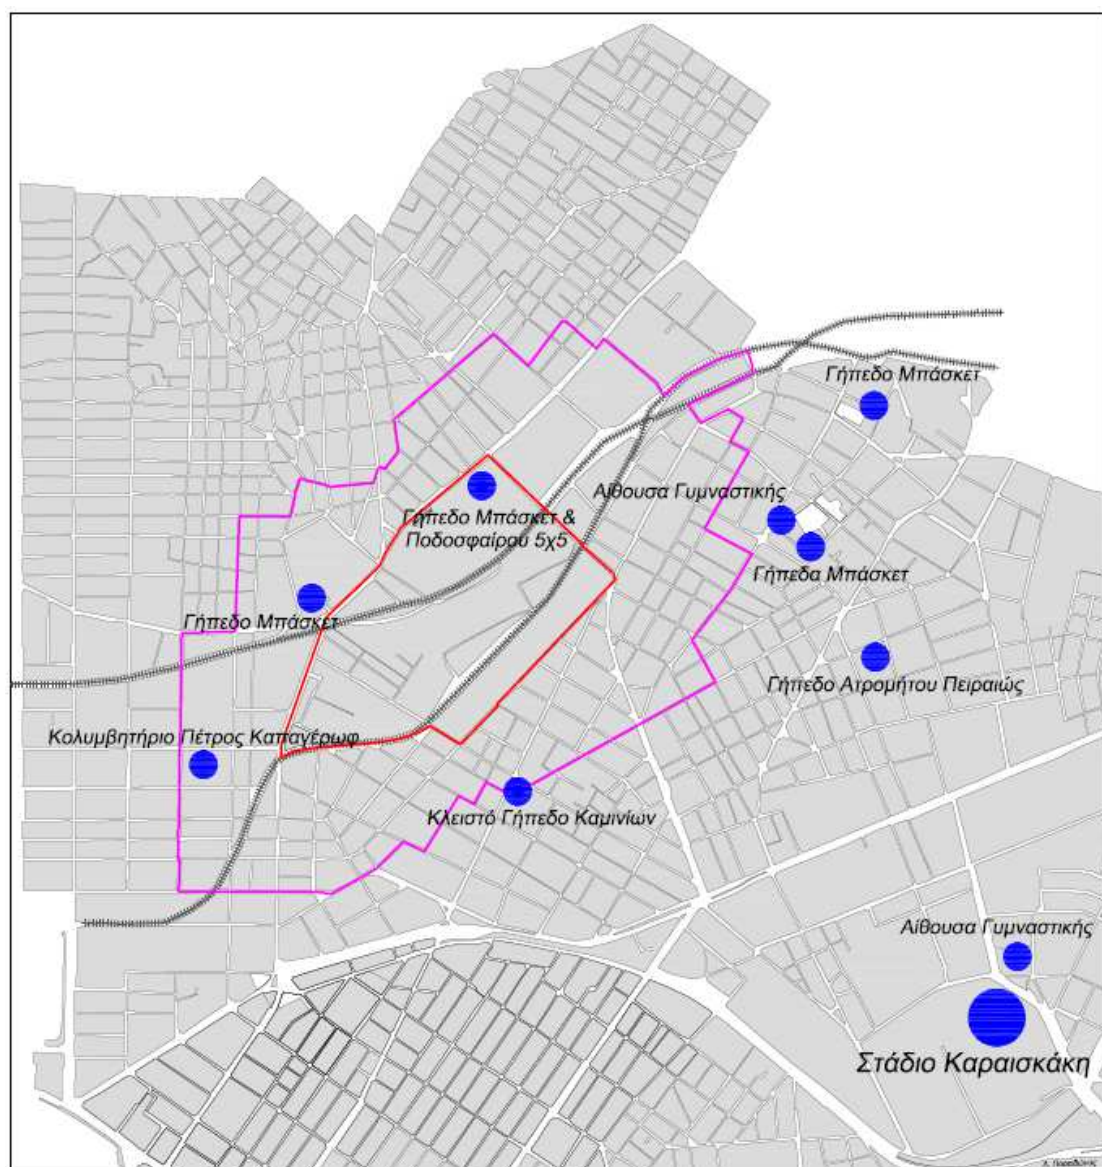 Γήπεδο Μπάσκετ
Αίθουσα Γυμναστικής
Γήπεδο Μπάσκετ &
Ποδοσφαίρου 5χ5
Γήπεδα Μπάσκετ
Γήπεδο Μπάσκετ
Γήπεδο Ατρομήτου Πειραιώς
Κολυμβητήριο Πέτρος Καπαγέρωφ
Κλειστό Γήπεδο Καμινίων
Αίθουσα Γυμναστικής
Στάδιο Καραισκάκη